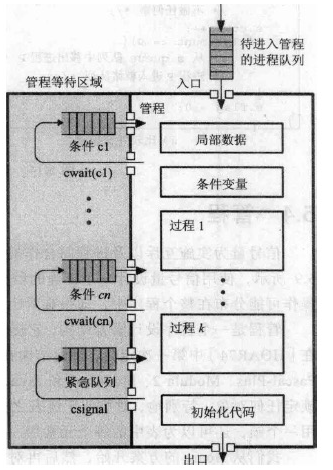 待进入管程
的进程队列
入口
管程等待区域
管程
条件 c1
cwait(c1)
局部数据
条件变量
过程 1
条件 cn
cwait(cn)
过程 k
紧急队列
csignal
初始化代码
出口